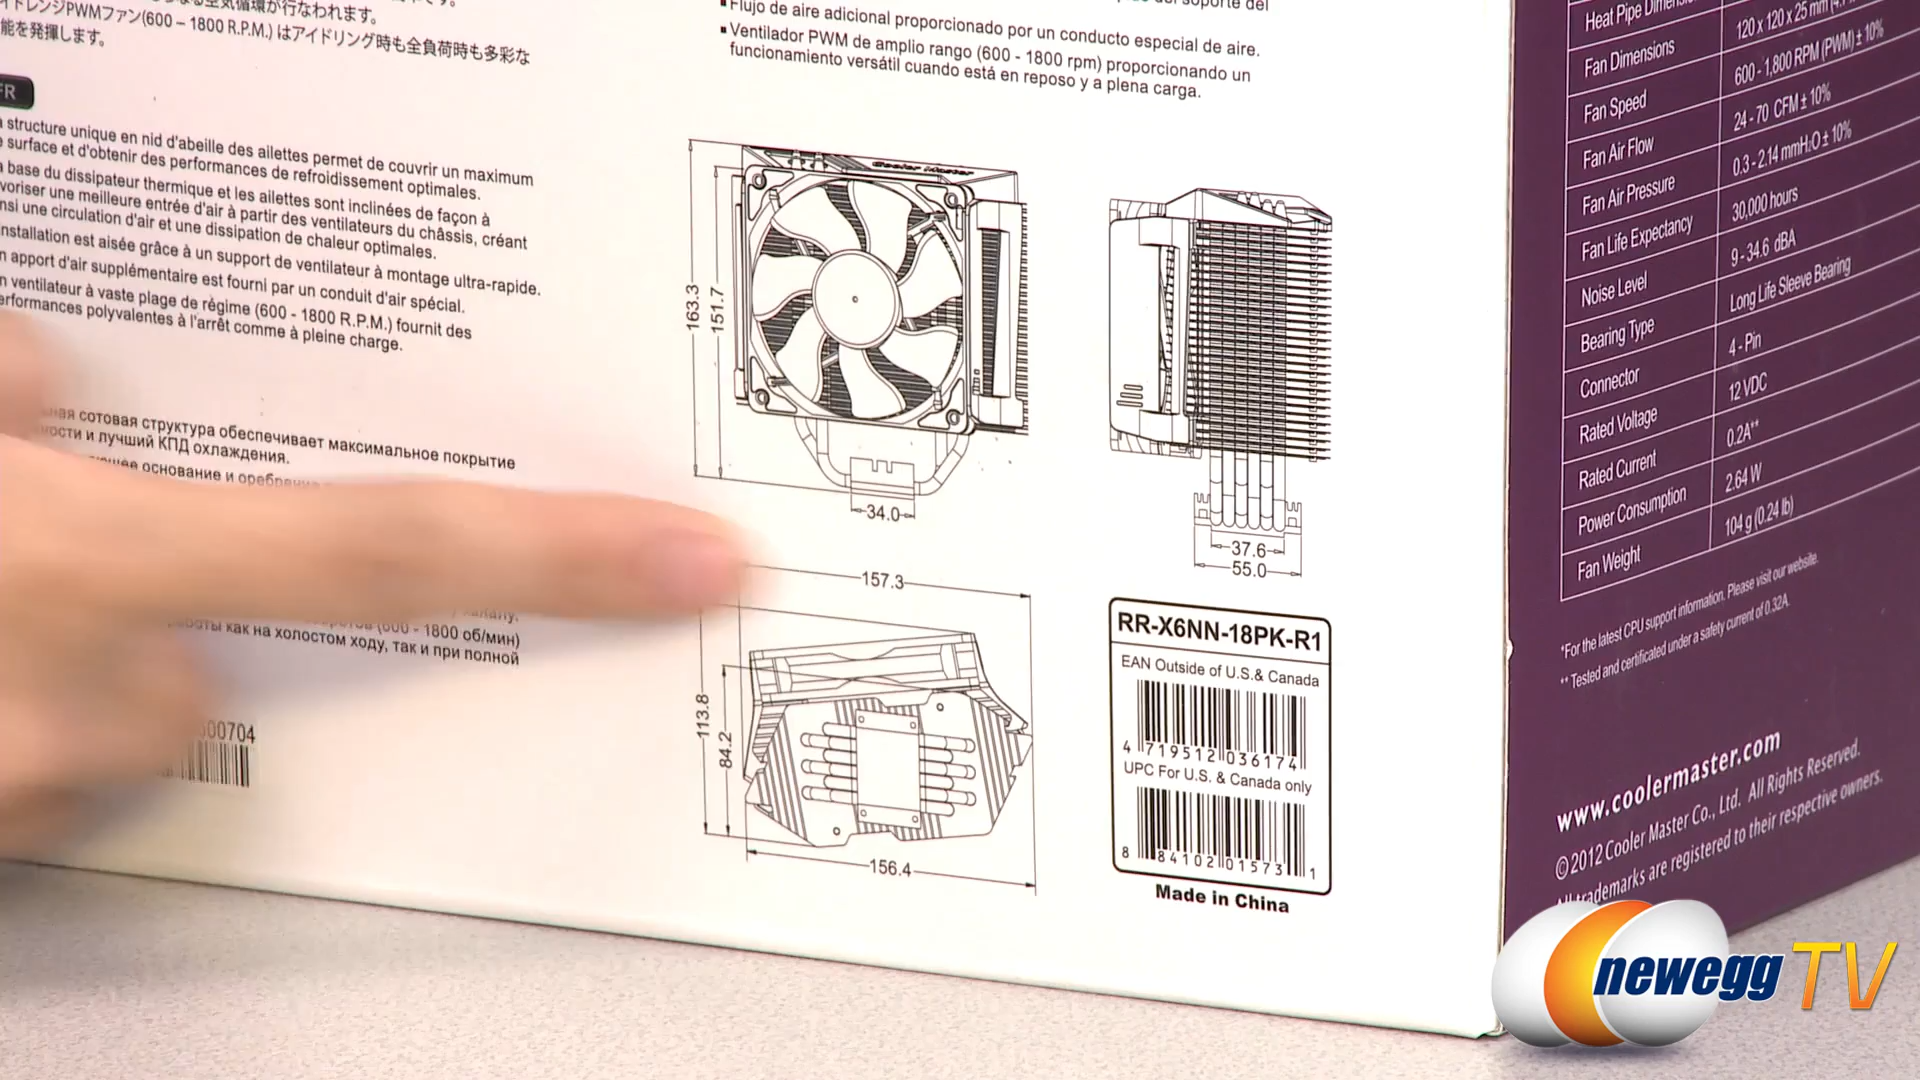 ドレンジPWMファン(600 – 1800 R.P.M.) はアイドリング時も全負荷時も多彩な
能を発揮します。
FR
structure unique en nid d'abeille des ailettes permet de couvrir un maximum
surface et d'obtenir des performances de refroidissement optimales.
base du dissipateur thermique et les ailettes sont inclinées de façon à
voriser une meilleure entrée d'air à partir des ventilateurs du châssis, créant
nsi une circulation d'air et une dissipation de chaleur optimales.
nstallation est aisée grâce à un support de ventilateur à montage ultra-rapide.
n apport d'air supplémentaire est fourni par un conduit d'air spécial.
n ventilateur à vaste plage de régime (600 - 1800 R.P.M.) fournit des
erformances polyvalentes à l'arrêt comme à pleine charge.
ная сотовая структура обеспечивает максимальное покрытие
ности и лучший КПД охлаждения.
основание и
(600 - 1800 об/мин)
работы как на холостом ходу, так и при полной
600704
soporte del
Flujo de aire adicional proporcionado por un conducto especial de aire.
Ventilador PWM de amplio rango (600 - 1800 rpm) proporcionando un
funcionamiento versátil cuando está en reposo y a plena carga.
Cooler Master
163.3
151.7
34.0
37.6
55.0
157.3
113.8
84.2
156.4
RR-X6NN-18PK-R1
EAN Outside of U.S.& Canada
4 719512 036174
UPC For U.S. & Canada only
8 84102 01573 1
Made in China
Heat Pipe
Fan Dimensions 120 x 120 x 25 mm
Fan Speed 600 - 1,800 RPM (PWM) ± 10%
Fan Air Flow 24 - 70 CFM ± 10%
Fan Air Pressure 0.3 - 2.14 mmH₂O ± 10%
Fan Life Expectancy 30,000 hours
Noise Level 9 - 34.6 dBA
Bearing Type Long Life Sleeve Bearing
Connector 4 - Pin
Rated Voltage 12 VDC
Rated Current 0.2A**
Power Consumption 2.64 W
Fan Weight 104 g (0.24 lb)
*For the latest CPU support information. Please visit our website.
** Tested and certificated under a safety current of 0.32A.
www.coolermaster.com
©2012 Cooler Master Co., Ltd. All Rights Reserved.
All trademarks are registered to their respective owners.
newegg TV